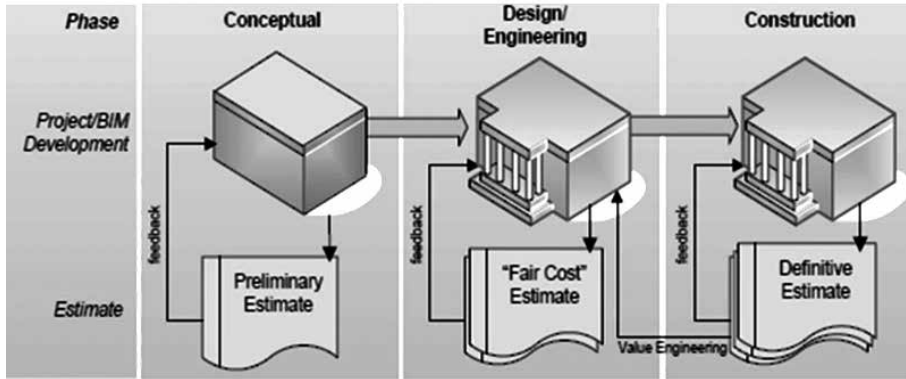 Phase
Conceptual
Design/
Engineering
Construction
Project/BIM
Development
feedback
feedback
feedback
Estimate
Preliminary
Estimate
"Fair Cost"
Estimate
Value Engineering
Definitive
Estimate